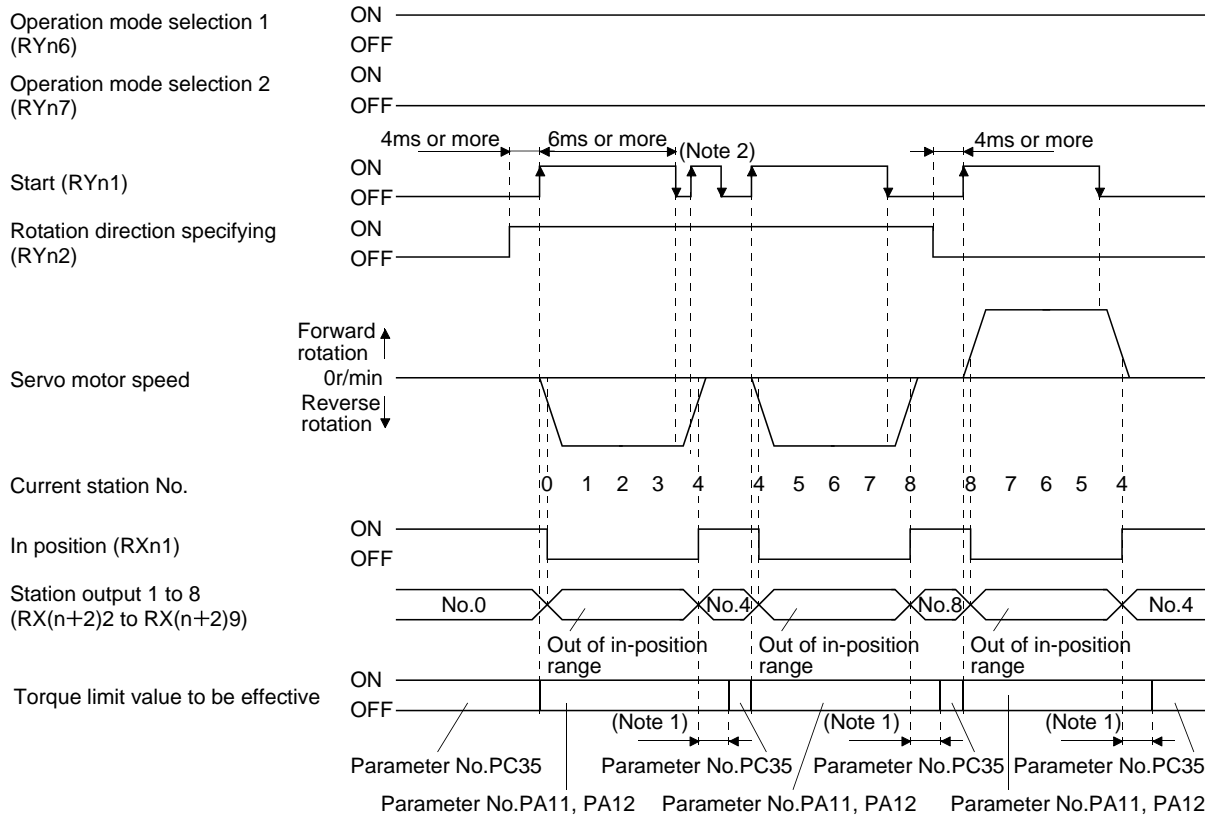 Operation mode selection 1
(RYn6)
ON
OFF
Operation mode selection 2
(RYn7)
ON
OFF
4ms or more
6ms or more
(Note 2)
4ms or more
Start (RYn1)
ON
OFF
Rotation direction specifying
(RYn2)
ON
OFF
Servo motor speed
Forward
rotation
0r/min
Reverse
rotation
Current station No.
0 1 2 3 4 4 5 6 7 8 8 7 6 5 4
In position (RXn1)
ON
OFF
Station output 1 to 8
(RX(n+2)2 to RX(n+2)9)
No.0 No.4 No.8 No.4
Out of in-position
range
Out of in-position
range
Out of in-position
range
Torque limit value to be effective
ON
OFF
(Note 1) (Note 1) (Note 1)
Parameter No.PC35 Parameter No.PC35 Parameter No.PC35 Parameter No.PC35
Parameter No.PA11, PA12 Parameter No.PA11, PA12 Parameter No.PA11, PA12